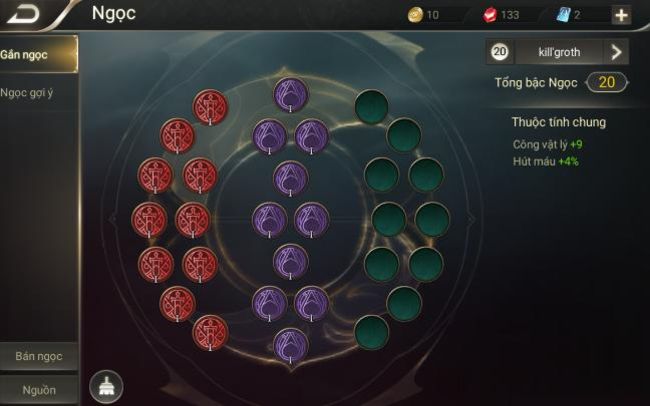 Ngọc
10
133
2
Gắn ngọc
Ngọc gợi ý
20
kill'groth
Tổng bậc Ngọc
20
Thuộc tính chung
Công vật lý +9
Hút máu +4%
Bán ngọc
Nguồn